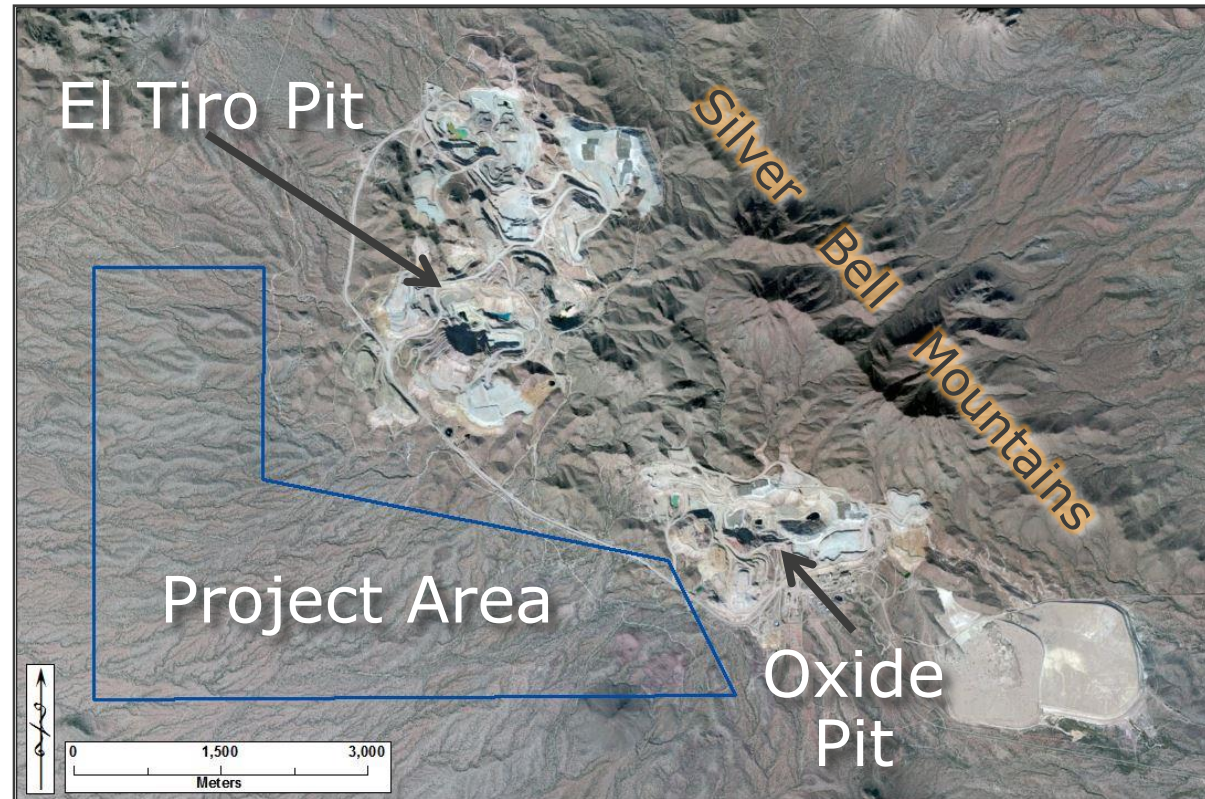 El Tiro Pit
Silver Bell Mountains
Project Area
Oxide
Pit
0 1,500 3,000
Meters